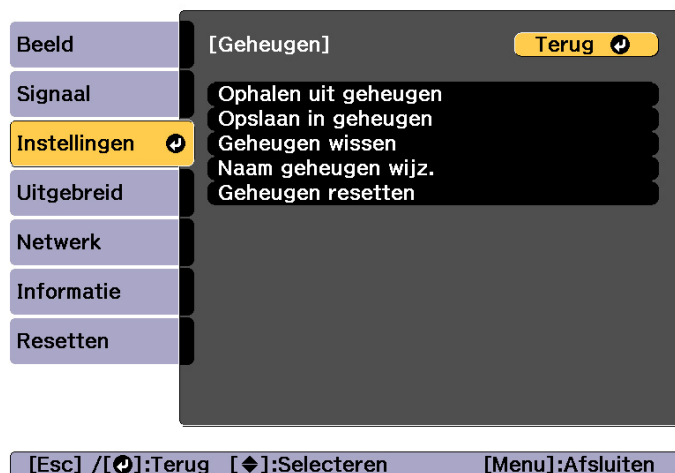 Beeld
Signaal
Instellingen
Uitgebreid
Netwerk
Informatie
Resetten
[Geheugen]
Terug
Ophalen uit geheugen
Opslaan in geheugen
Geheugen wissen
Naam geheugen wijz.
Geheugen resetten
[Esc] /[⏎]:Terug [◆]:Selecteren [Menu]:Afsluiten